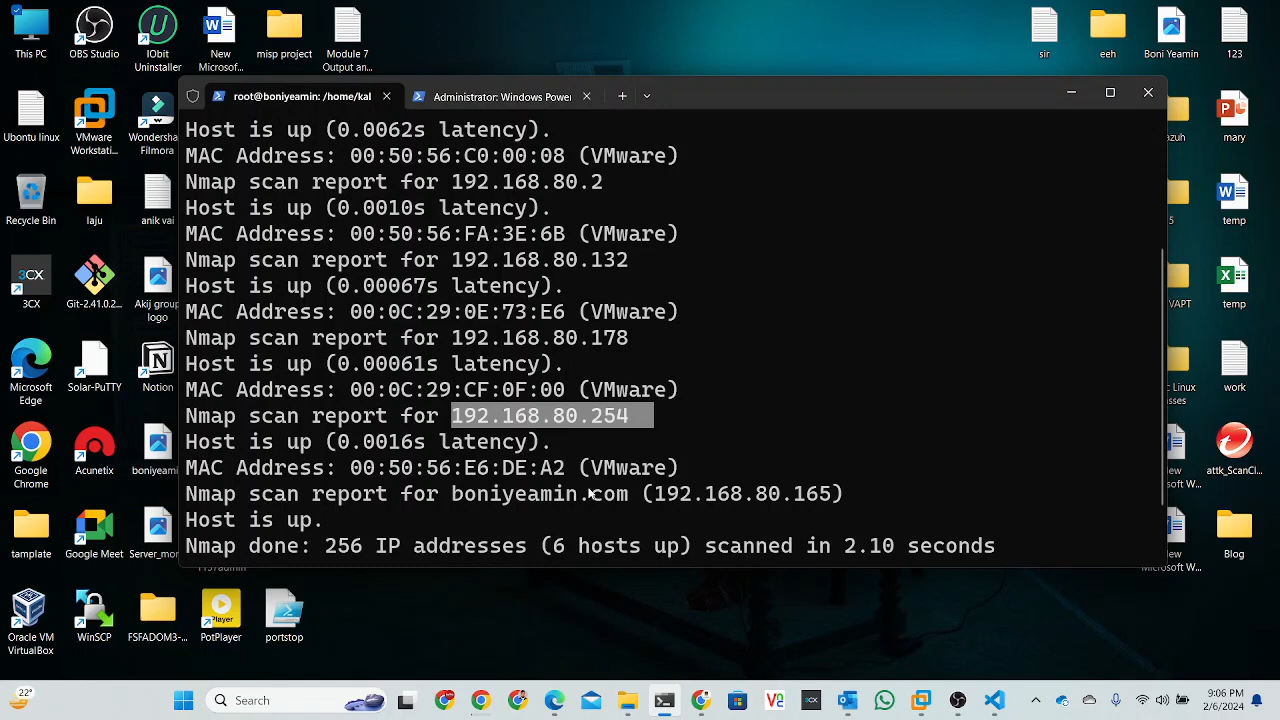 This PC
OBS Studio
IObit
Uninstaller
New
Microsof...
misp project
Module 7
Output an...
sir
eeh
Boni Yeamin
123
root@boniyeamin: /home/kal
Administrator: Windows Power
Ubuntu linux
VMware
Workstati...
Wondersha
Filmora
azuh
mary
Recycle Bin
laju
anik vai
5
temp
3CX
Git-2.41.0.2...
Akij group
logo
VAPT
temp
Microsoft
Edge
Solar-PuTTY
Notion
work
Google
Chrome
Acunetix
boniyeami
attk_ScanCl...
tamplate
Google Meet
Server_mor
New
Microsoft W...
Blog
Host is up (0.0062s latency).
MAC Address: 00:50:56:C0:00:08 (VMware)
Nmap scan report for 192.168.80.2
Host is up (0.0010s latency).
MAC Address: 00:50:56:FA:3E:6B (VMware)
Nmap scan report for 192.168.80.132
Host is up (0.00067s latency).
MAC Address: 00:0C:29:0E:73:E6 (VMware)
Nmap scan report for 192.168.80.178
Host is up (0.00061s latency).
MAC Address: (VMware)
Nmap scan report for 192.168.80.254
Host is up (0.0016s latency).
MAC Address: 00:50:56:E0:DE:A2 (VMware)
Nmap scan report for boniyeamin.com (192.168.80.165)
Host is up.
Nmap done: 256 IP addresses (6 hosts up) scanned in 2.10 seconds
Oracle VM
VirtualBox
WinSCP
FSFADOM3-...
PotPlayer
Player
portstop
22°
Search
9:06 PM
2/6/2024